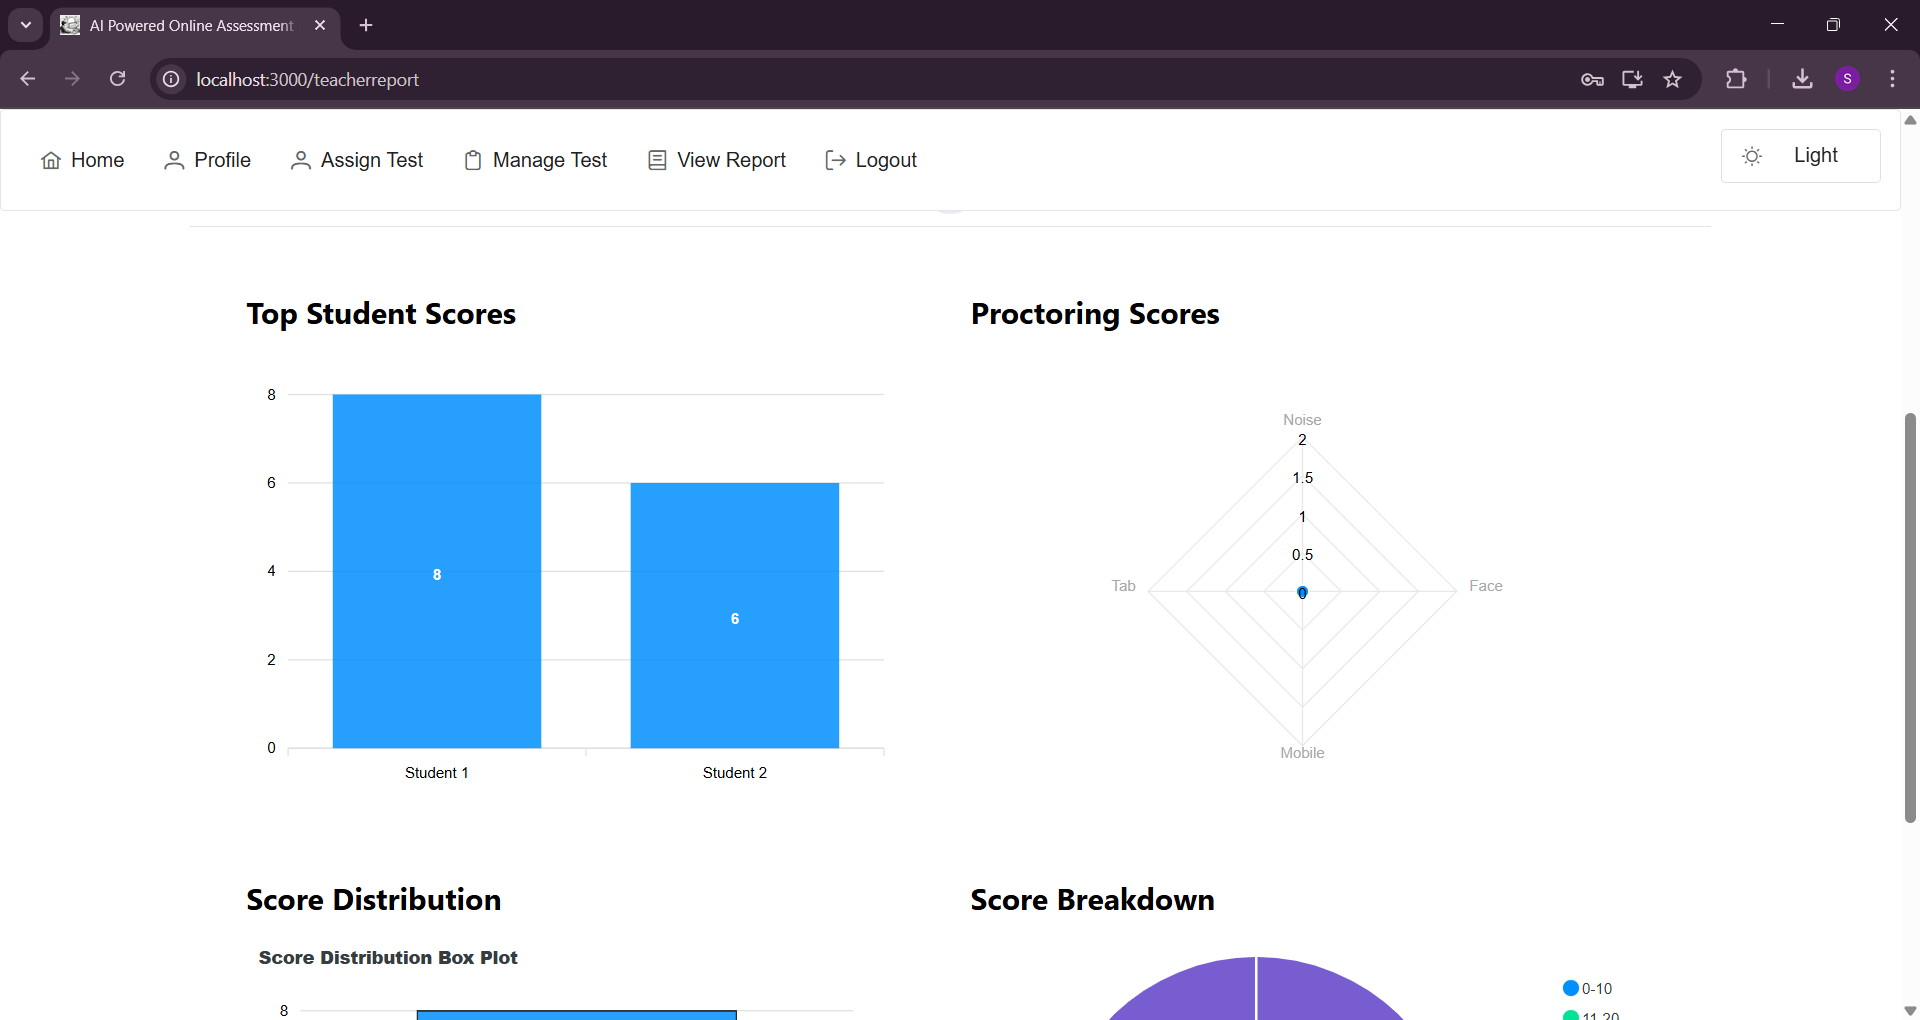 AI Powered Online Assessment
localhost:3000/teacherreport
S
Home
Profile
Assign Test
Manage Test
View Report
Logout
Light
Top Student Scores
8
6
4
2
0
8
6
Student 1
Student 2
Proctoring Scores
Noise
2
1.5
1
0.5
0
Tab
Face
Mobile
Score Distribution
Score Distribution Box Plot
8
Score Breakdown
0-10
11-20